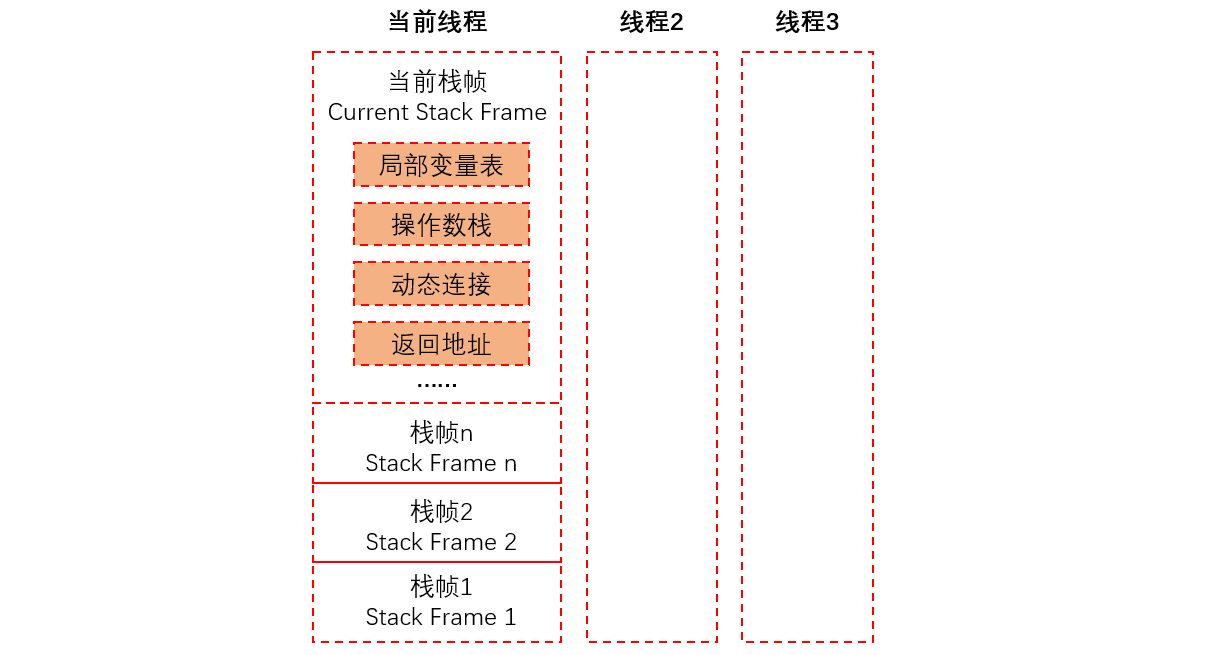 当前线程
线程2
线程3
当前栈帧
Current Stack Frame
局部变量表
操作数栈
动态连接
返回地址
……
栈帧n
Stack Frame n
栈帧2
Stack Frame 2
栈帧1
Stack Frame 1